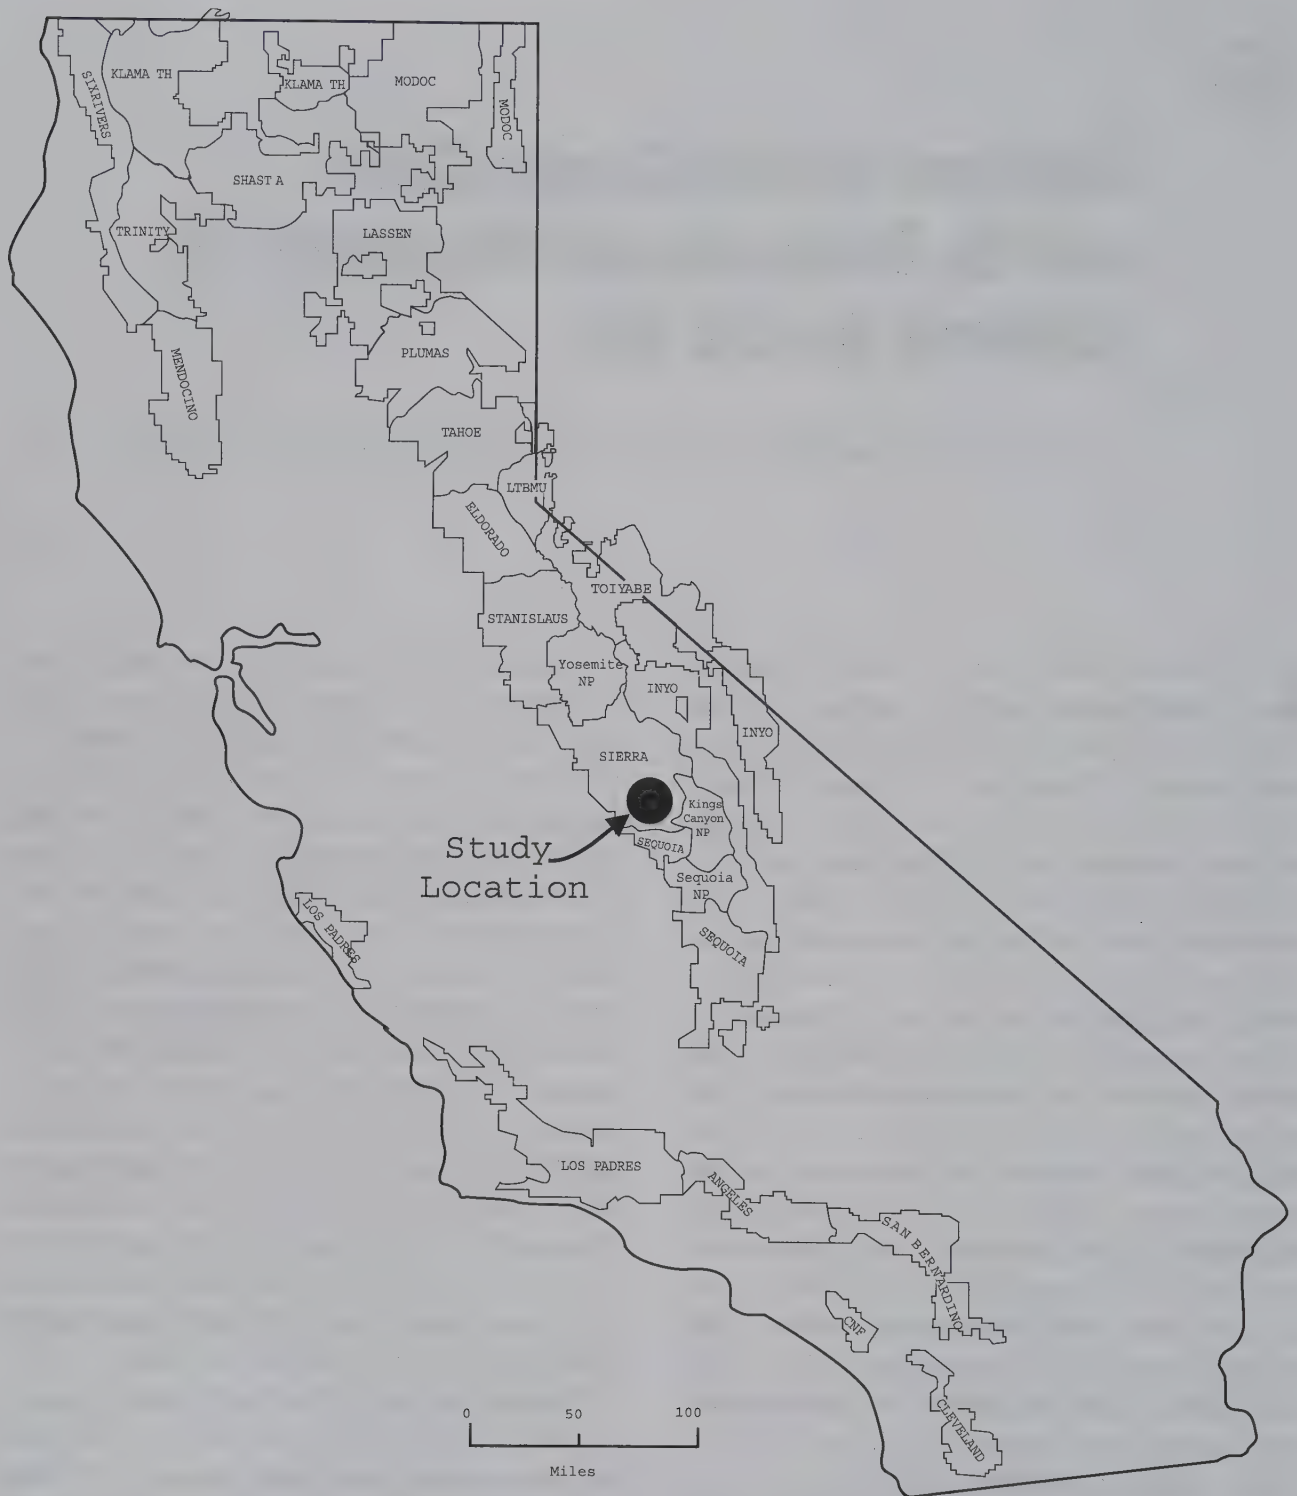 KLAMA TH
KLAMA TH
MODOC
MODOC
SIXRIVERS
SHAST A
TRINITY
LASSEN
MENDOCINO
PLUMAS
TAHOE
LTBMU
ELDORADO
TOIYABE
STANISLAUS
Yosemite
NP
INYO
INYO
SIERRA
Kings
Canyon
NP
Study
Location
SEQUOIA
Sequoia
NP
SEQUOIA
LOS PADRES
LOS PADRES
ANGELES
SAN BERNARDINO
CNF
CLEVELAND
0 50 100
Miles